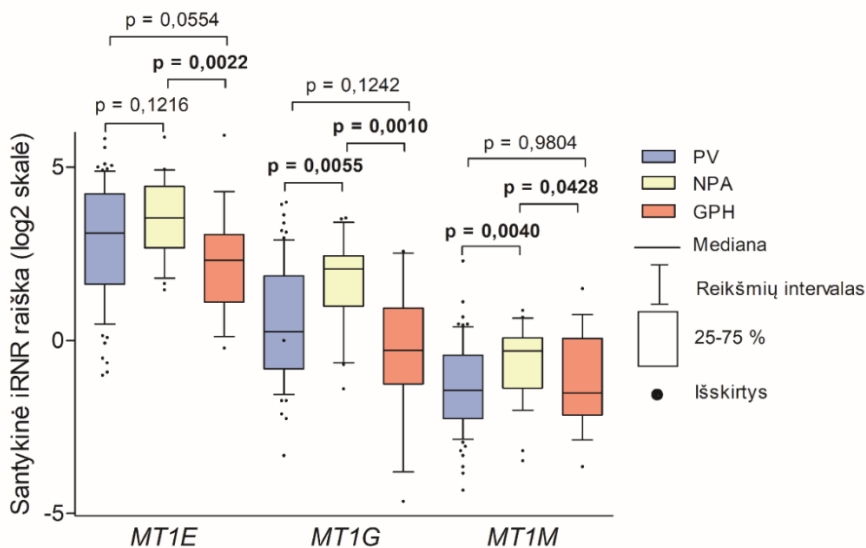 p = 0,0554
p = 0,0022
p = 0,1216
p = 0,1242
p = 0,0010
p = 0,0055
p = 0,9804
p = 0,0428
p = 0,0040
Santykinė iRNR raiška (log2 skalė)
5
0
-5
MT1E MT1G MT1M
PV
NPA
GPH
Mediana
Reikšmių intervalas
25-75 %
Išskirtys